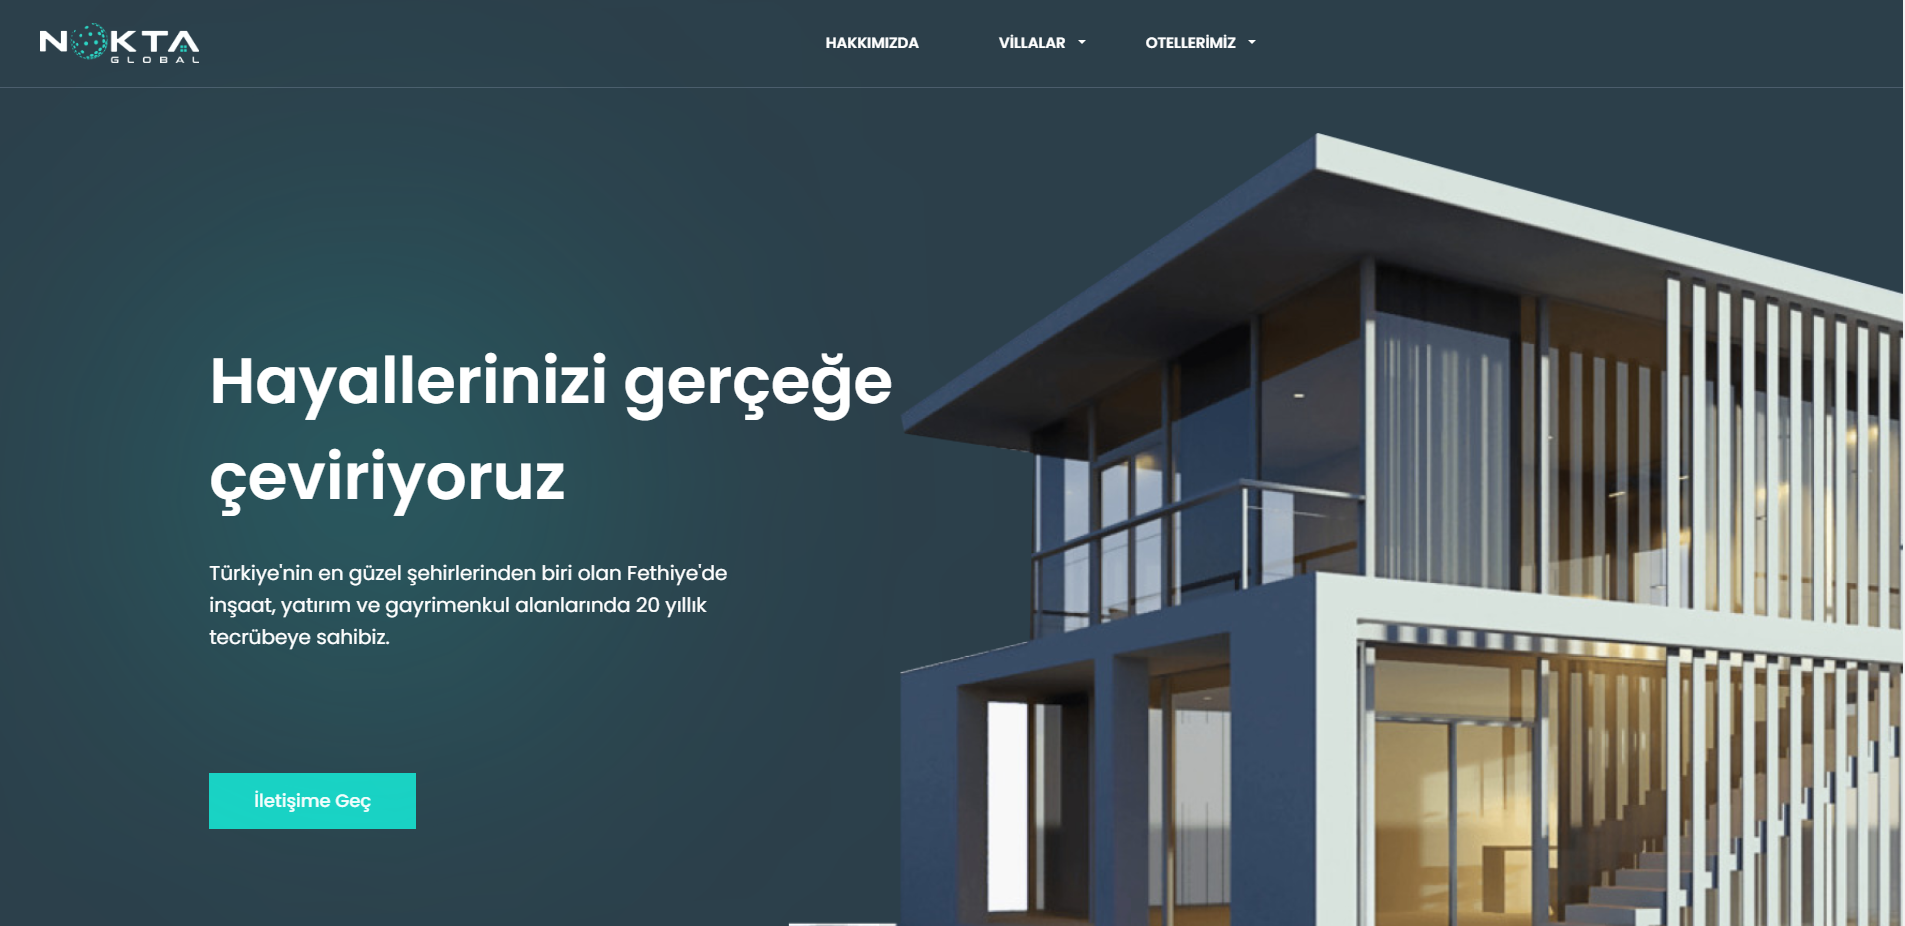 NOKTA
GLOBAL
HAKKIMIZDA
VİLLALAR
OTELLERİMİZ
Hayallerinizi gerçeğe
çeviriyoruz
Türkiye'nin en güzel şehirlerinden biri olan Fethiye'de
inşaat, yatırım ve gayrimenkul alanlarında 20 yıllık
tecrübeye sahibiz.
İletişime Geç